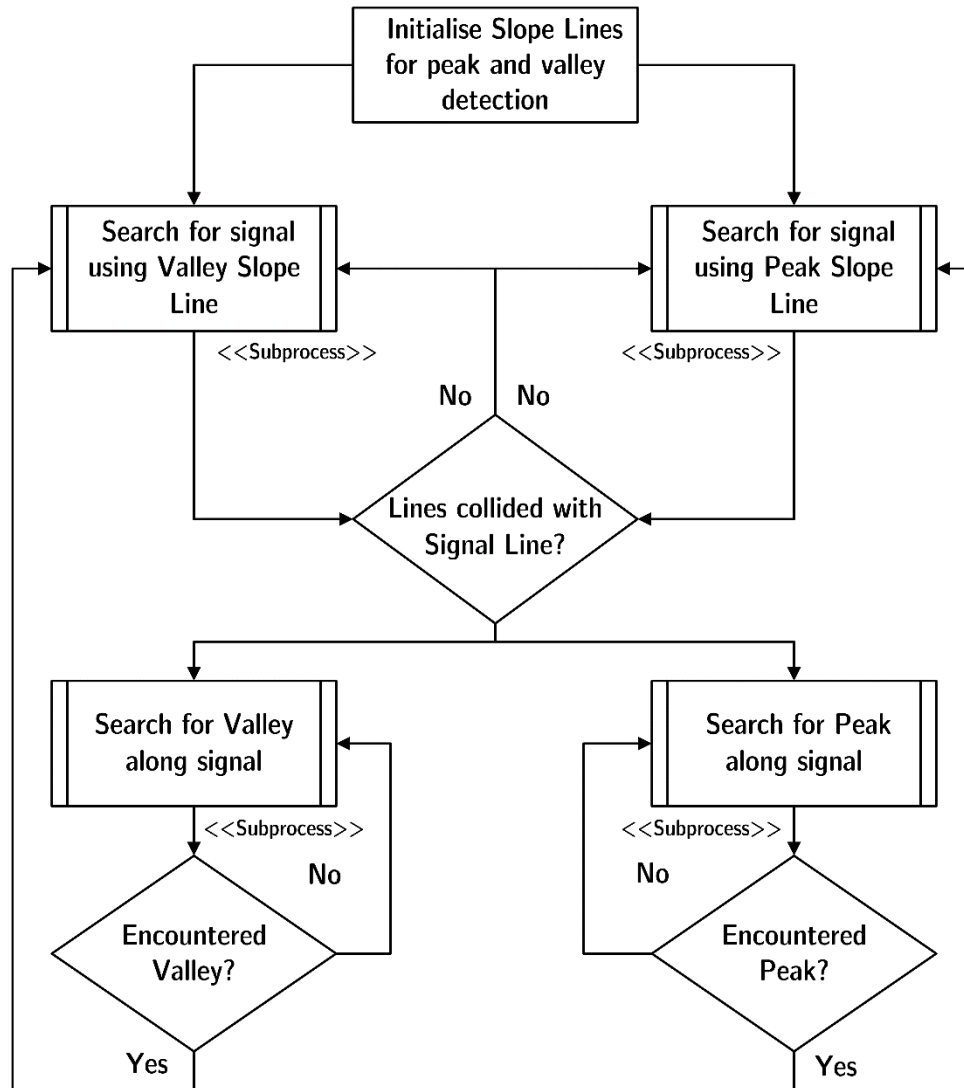 Initialise Slope Lines
for peak and valley
detection
Search for signal
using Valley Slope
Line
Search for signal
using Peak Slope
Line
<<Subprocess>>
<<Subprocess>>
No
No
Lines collided with
Signal Line?
Search for Valley
along signal
Search for Peak
along signal
<<Subprocess>>
<<Subprocess>>
No
No
Encountered
Valley?
Encountered
Peak?
Yes
Yes